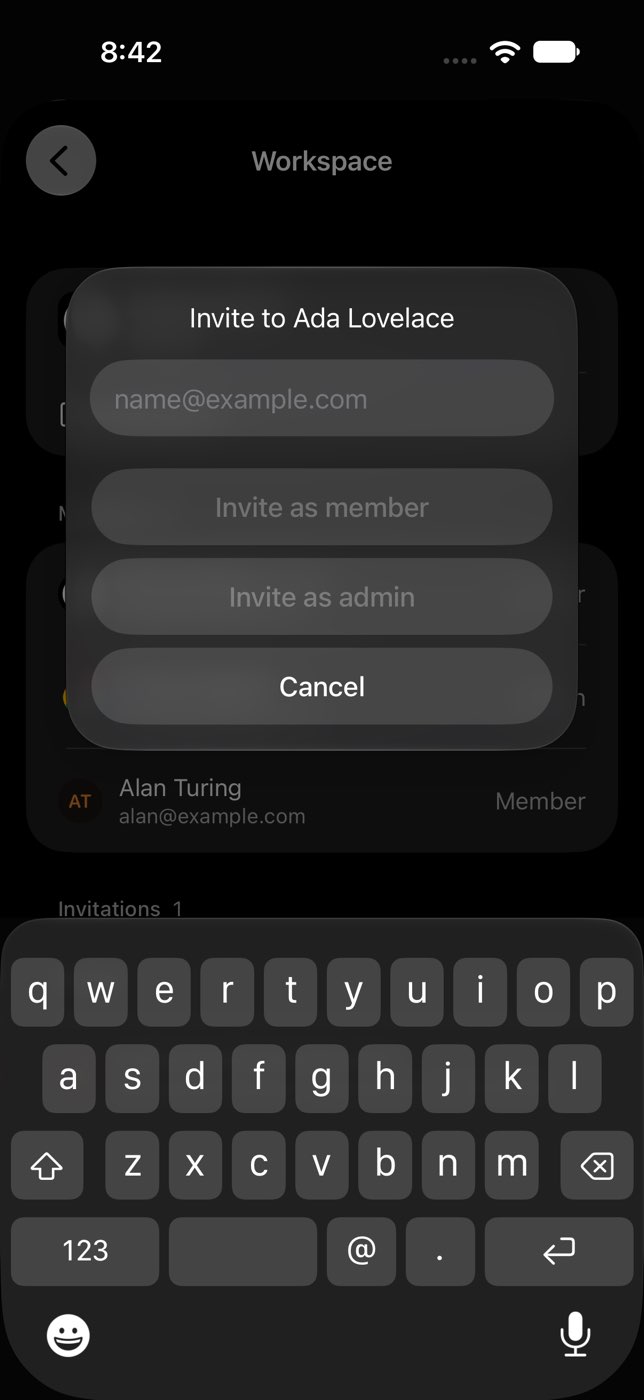 8:42
Workspace
Invite to Ada Lovelace
name@example.com
Invite as member
Invite as admin
Cancel
AT
Alan Turing
Member
alan@example.com
Invitations 1
q w e r t y u i o p
a s d f g h j k l
z x c v b n m
123 @ .